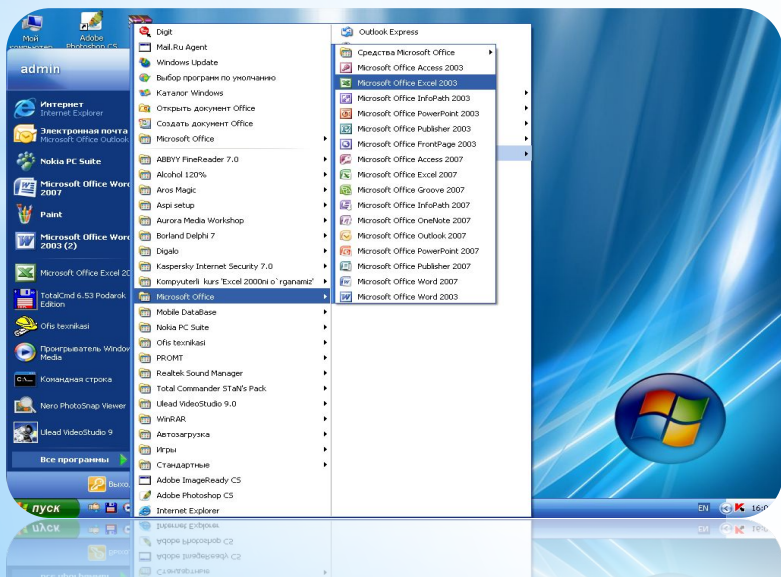 Мой
компьютер
Adobe
Photoshop CS
admin
Интернет
Internet Explorer
Электронная почта
Microsoft Office Outlook
Nokia PC Suite
Microsoft Office Word
2007
Paint
Microsoft Office Word
2003 (2)
Microsoft Office Excel 20
TotalCmd 6.53 Podarok
Edition
Ofis texnikasi
Проигрыватель Window
Media
Командная строка
Nero PhotoSnap Viewer
Ulead VideoStudio 9
Все программы
Выхо
пуск
Digit
Mail.Ru Agent
Windows Update
Выбор программ по умолчанию
Каталог Windows
Открыть документ Office
Создать документ Office
Microsoft Office
ABBYY FineReader 7.0
Alcohol 120%
Aros Magic
Aspi setup
Aurora Media Workshop
Borland Delphi 7
Digalo
Kaspersky Internet Security 7.0
Kompyuterli kurs 'Excel 2000ni o`rganamiz'
Microsoft Office
Mobile DataBase
Nokia PC Suite
Ofis texnikasi
PROMT
Realtek Sound Manager
Total Commander STaN's Pack
Ulead VideoStudio 9.0
WinRAR
Автозагрузка
Игры
Стандартные
Adobe ImageReady CS
Adobe Photoshop CS
Internet Explorer
Outlook Express
Средства Microsoft Office
Microsoft Office Access 2003
Microsoft Office Excel 2003
Microsoft Office InfoPath 2003
Microsoft Office PowerPoint 2003
Microsoft Office Publisher 2003
Microsoft Office FrontPage 2003
Microsoft Office Access 2007
Microsoft Office Excel 2007
Microsoft Office Groove 2007
Microsoft Office InfoPath 2007
Microsoft Office OneNote 2007
Microsoft Office Outlook 2007
Microsoft Office PowerPoint 2007
Microsoft Office Publisher 2007
Microsoft Office Word 2007
Microsoft Office Word 2003
EN
16:0